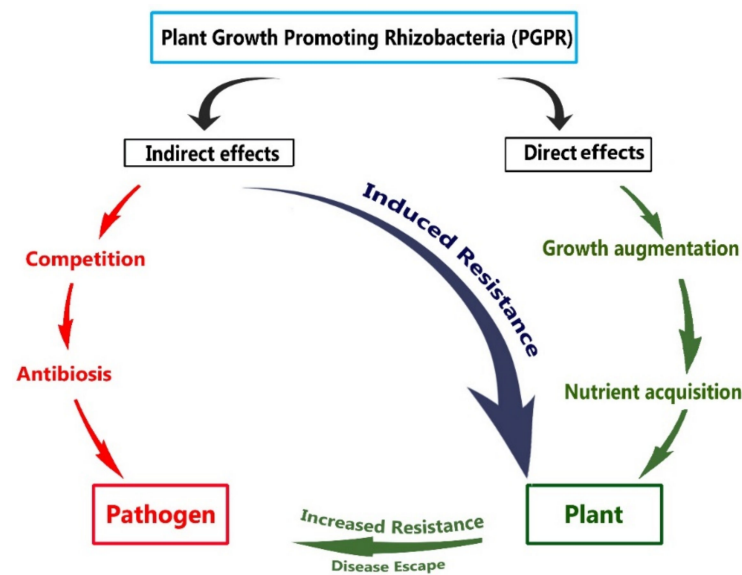 Plant Growth Promoting Rhizobacteria (PGPR)
Indirect effects
Direct effects
Induced Resistance
Competition
Growth augmentation
Antibiosis
Nutrient acquisition
Pathogen
Increased Resistance
Disease Escape
Plant